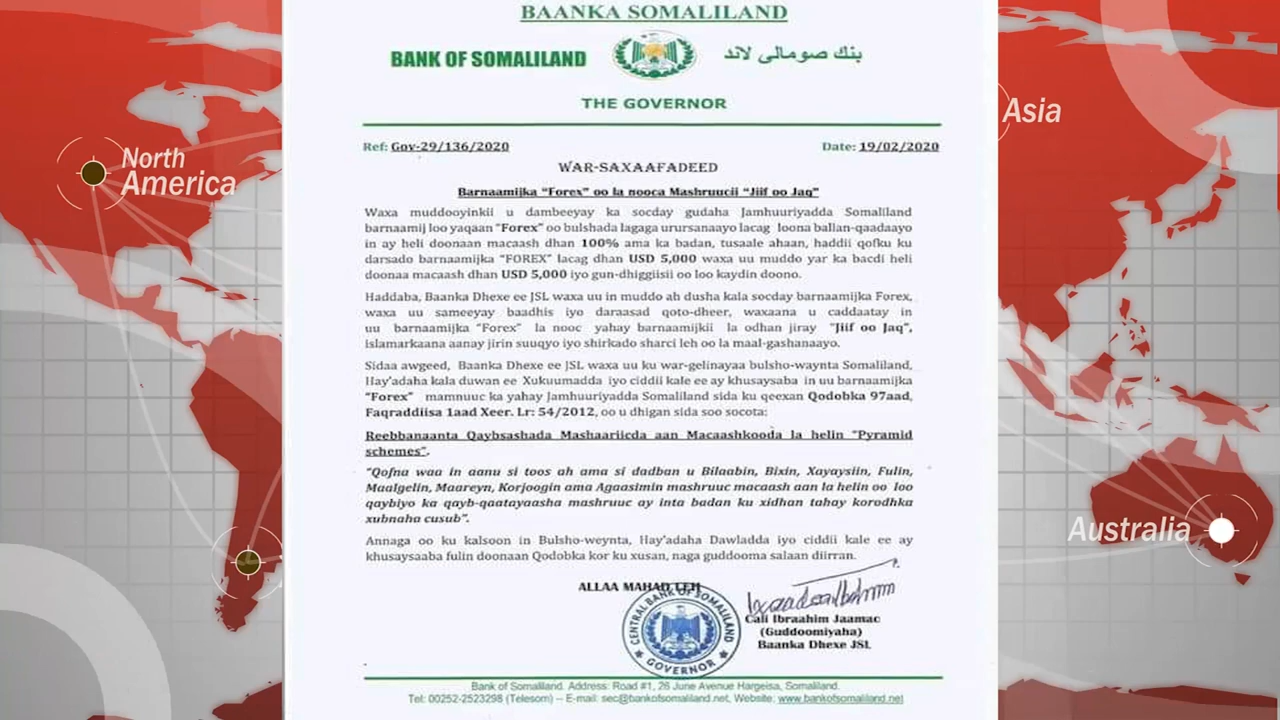 BAANKA SOMALILAND
BANK OF SOMALILAND
بنك صومالى لاند
THE GOVERNOR
Ref: Gov-29/136/2020
Date: 19/02/2020
WAR-SAXAAFADEED
Barnaamijka “Forex” oo la nooca Mashruucii “Jiif oo Jaq”
Waxa muddooyinkii u dambeeyay ka socday gudaha Jamhuuriyadda Somaliland
barnaamij loo yaqaan “Forex” oo bulshada lagaga urursanaayo lacag loona ballan-qaadaayo
in ay heli doonaan macaash dhan 100% ama ka badan, tusaale ahaan, haddii qofku ku
darsado barnaamijka “FOREX” lacag dhan USD 5,000 waxa uu muddo yar ka bacdi heli
doonaa macaash dhan USD 5,000 iyo gun-dhiggiisii oo loo kaydin doono.
Haddaba, Baanka Dhexe ee JSL waxa uu in muddo ah dusha kala socday barnaamijka Forex,
waxa uu sameeyay baadhis iyo daraasad qoto-dheer, waxaana u caddaatay in
uu barnaamijka “Forex” la nooc yahay barnaamijkii la odhan jiray “Jiif oo Jaq”,
islamarkaana aanay jirin suuqyo iyo shirkado sharci leh oo la maal-gashanaayo.
Sidaa awgeed, Baanka Dhexe ee JSL waxa uu ku war-gelinayaa bulsho-waynta Somaliland,
Hay’adaha kala duwan ee Xukuumadda iyo ciddii kale ee ay khusaysaba in uu barnaamijka
“Forex” mamnuuc ka yahay Jamhuuriyadda Somaliland sida ku qeexan Qodobka 97aad,
Faqraddiisa 1aad Xeer. Lr: 54/2012, oo u dhigan sida soo socota:
Reebbanaanta Qaybsashada Mashaariicda aan Macaashkooda la helin “Pyramid
schemes”.
“Qofna waa in aanu si toos ah ama si dadban u Bilaabin, Bixin, Xayaysiin, Fulin,
Maalgelin, Maareyn, Korjoogin ama Agaasimin mashruuc macaash aan la helin oo loo
qaybiyo ka qayb-qaatayaasha mashruuc ay inta badan ku xidhan tahay korodhka
xubnaha cusub”.
Annaga oo ku kalsoon in Bulsho-weynta, Hay’adaha Dawladda iyo ciddii kale ee ay
khusaysaaba fulin doonaan Qodobka kor ku xusan, naga guddooma salaan diirran.
ALLAA MAHAD LEH
CENTRAL BANK OF SOMALILAND
GOVERNOR
Cali Ibraahim Jaamac
(Guddoomiyaha)
Baanka Dhexe JSL
Bank of Somaliland. Address: Road #1, 26 June Avenue Hargeisa, Somaliland.
Tel: 00252-2523298 (Telesom) – E-mail: sec@bankofsomaliland.net, Website: www.bankofsomaliland.net
North
America
Asia
Australia